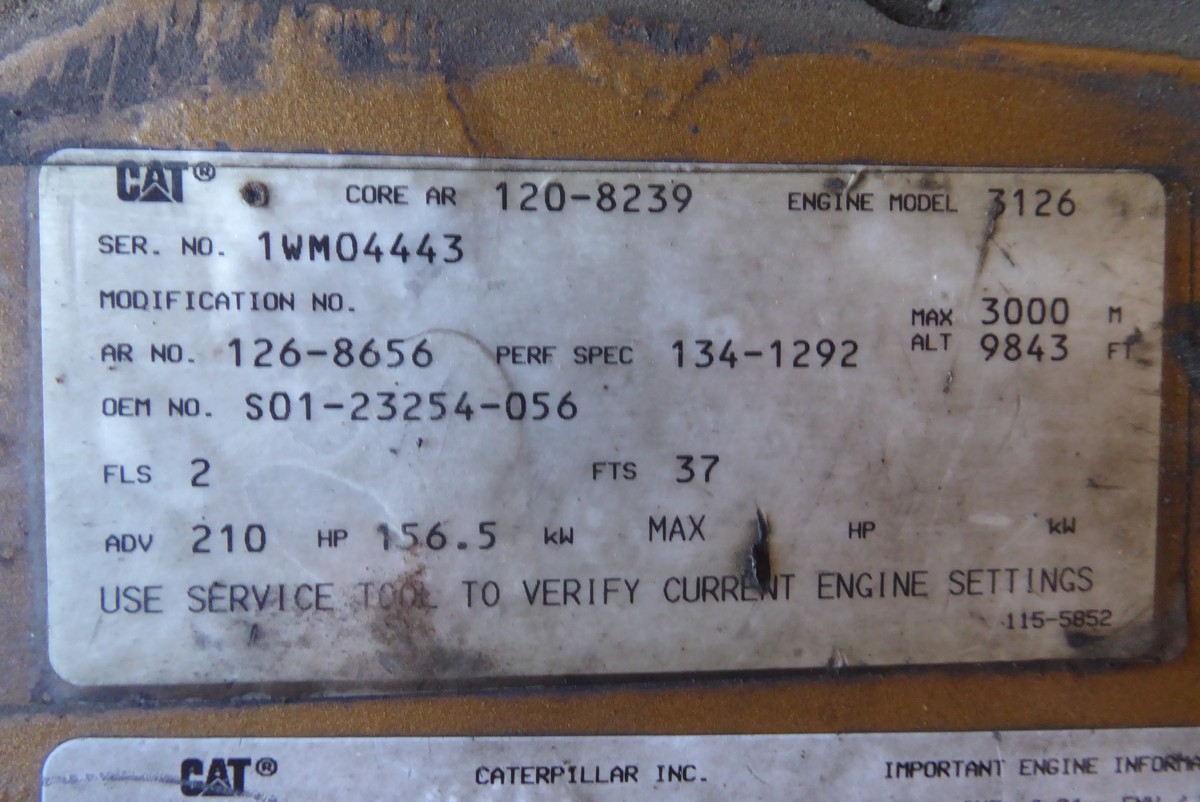 CAT® CORE AR 120-8239 ENGINE MODEL 3126
SER. NO. 1WM04443
MODIFICATION NO.
MAX ALT 3000 M 9843 FT
AR NO. 126-8656 PERF SPEC 134-1292
OEM NO. S01-23254-056
FLS 2 FTS 37
ADV 210 HP 156.5 kW MAX HP kW
USE SERVICE TOOL TO VERIFY CURRENT ENGINE SETTINGS
115-5852
CAT® CATERPILLAR INC. IMPORTANT ENGINE INFORMA